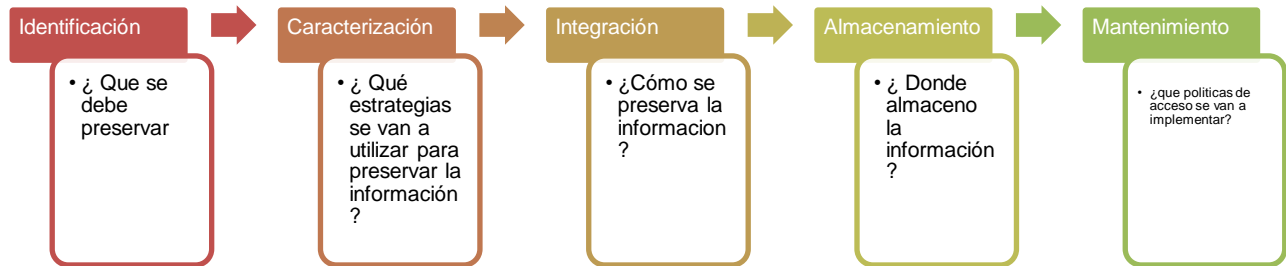 Identificación
• ¿ Que se
debe
preservar
Caracterización
• ¿ Qué
estrategias
se van a
utilizar para
preservar la
información
?
Integración
• ¿Cómo se
preserva la
informacion
?
Almacenamiento
• ¿ Donde
almaceno
la
información
?
Mantenimiento
• ¿que politicas de
acceso se van a
implementar?